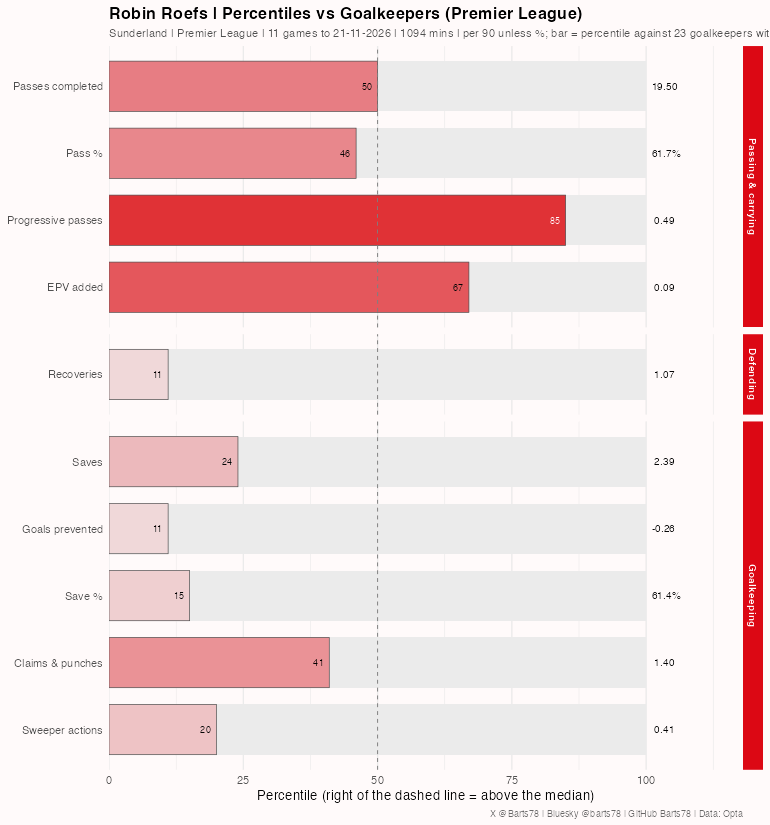 Robin Roefs | Percentiles vs Goalkeepers (Premier League)
Sunderland | Premier League | 11 games to 21-11-2026 | 1094 mins | per 90 unless %; bar = percentile against 23 goalkeepers wit
Passing & carrying
Passes completed 50 19.50
Pass % 46 61.7%
Progressive passes 85 0.49
EPV added 67 0.09
Defending
Recoveries 11 1.07
Goalkeeping
Saves 24 2.39
Goals prevented 11 -0.26
Save % 15 61.4%
Claims & punches 41 1.40
Sweeper actions 20 0.41
0 25 50 75 100
Percentile (right of the dashed line = above the median)
X @Barts78 | Bluesky @barts78 | GitHub Barts78 | Data: Opta